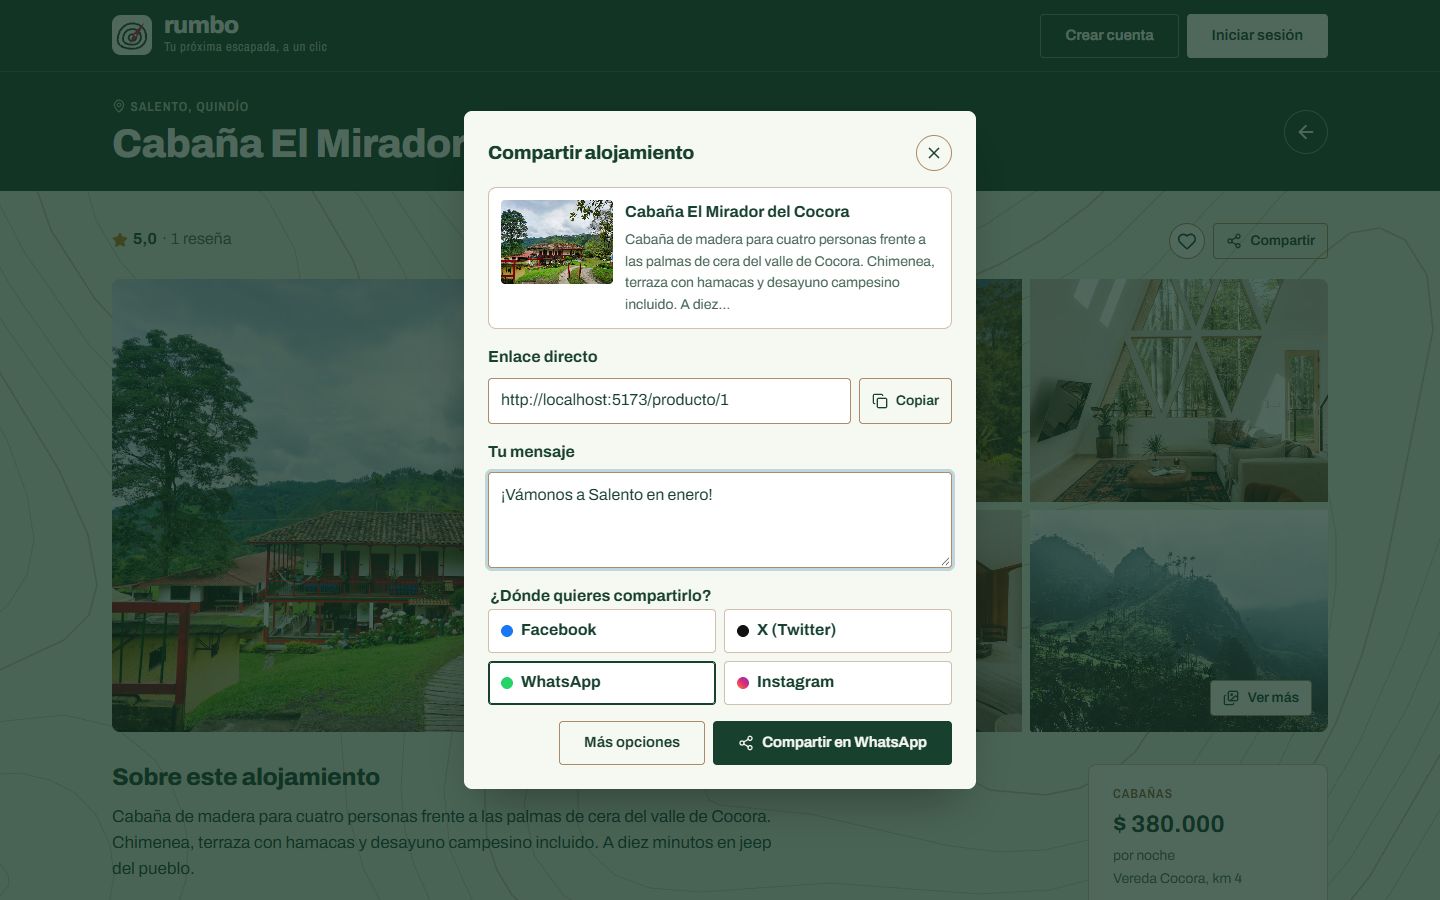 rumbo
Tu próxima escapada, a un clic
Crear cuenta
Iniciar sesión
SALENTO, QUINDÍO
Cabaña El Mirador
5,0 · 1 reseña
Compartir
Compartir alojamiento
Cabaña El Mirador del Cocora
Cabaña de madera para cuatro personas frente a
las palmas de cera del valle de Cocora. Chimenea,
terraza con hamacas y desayuno campesino
incluido. A diez...
Enlace directo
http://localhost:5173/producto/1
Copiar
Tu mensaje
¡Vámonos a Salento en enero!
¿Dónde quieres compartirlo?
Facebook
X (Twitter)
WhatsApp
Instagram
Más opciones
Compartir en WhatsApp
Ver más
Sobre este alojamiento
Cabaña de madera para cuatro personas frente a las palmas de cera del valle de Cocora.
Chimenea, terraza con hamacas y desayuno campesino incluido. A diez minutos en jeep
del pueblo.
CABAÑAS
$ 380.000
por noche
Vereda Cocora, km 4